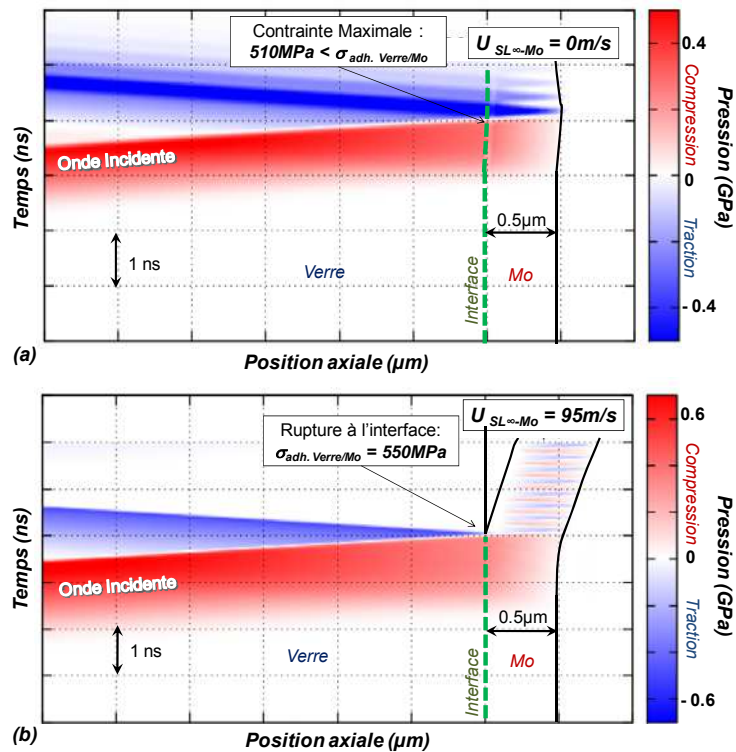 Contrainte Maximale :
510MPa < σ adh. Verre/Mo
U SL∞-Mo = 0m/s
Onde Incidente
1 ns
Verre
Interface
0.5µm
Mo
Temps (ns)
Position axiale (µm)
(a)
0.4
0
- 0.4
Compression
Traction
Pression (GPa)
U SL∞-Mo = 95m/s
Rupture à l'interface:
σadh. Verre/Mo = 550MPa
Onde Incidente
1 ns
Verre
Interface
0.5µm
Mo
Temps (ns)
Position axiale (µm)
(b)
0.6
0
- 0.6
Compression
Traction
Pression (GPa)